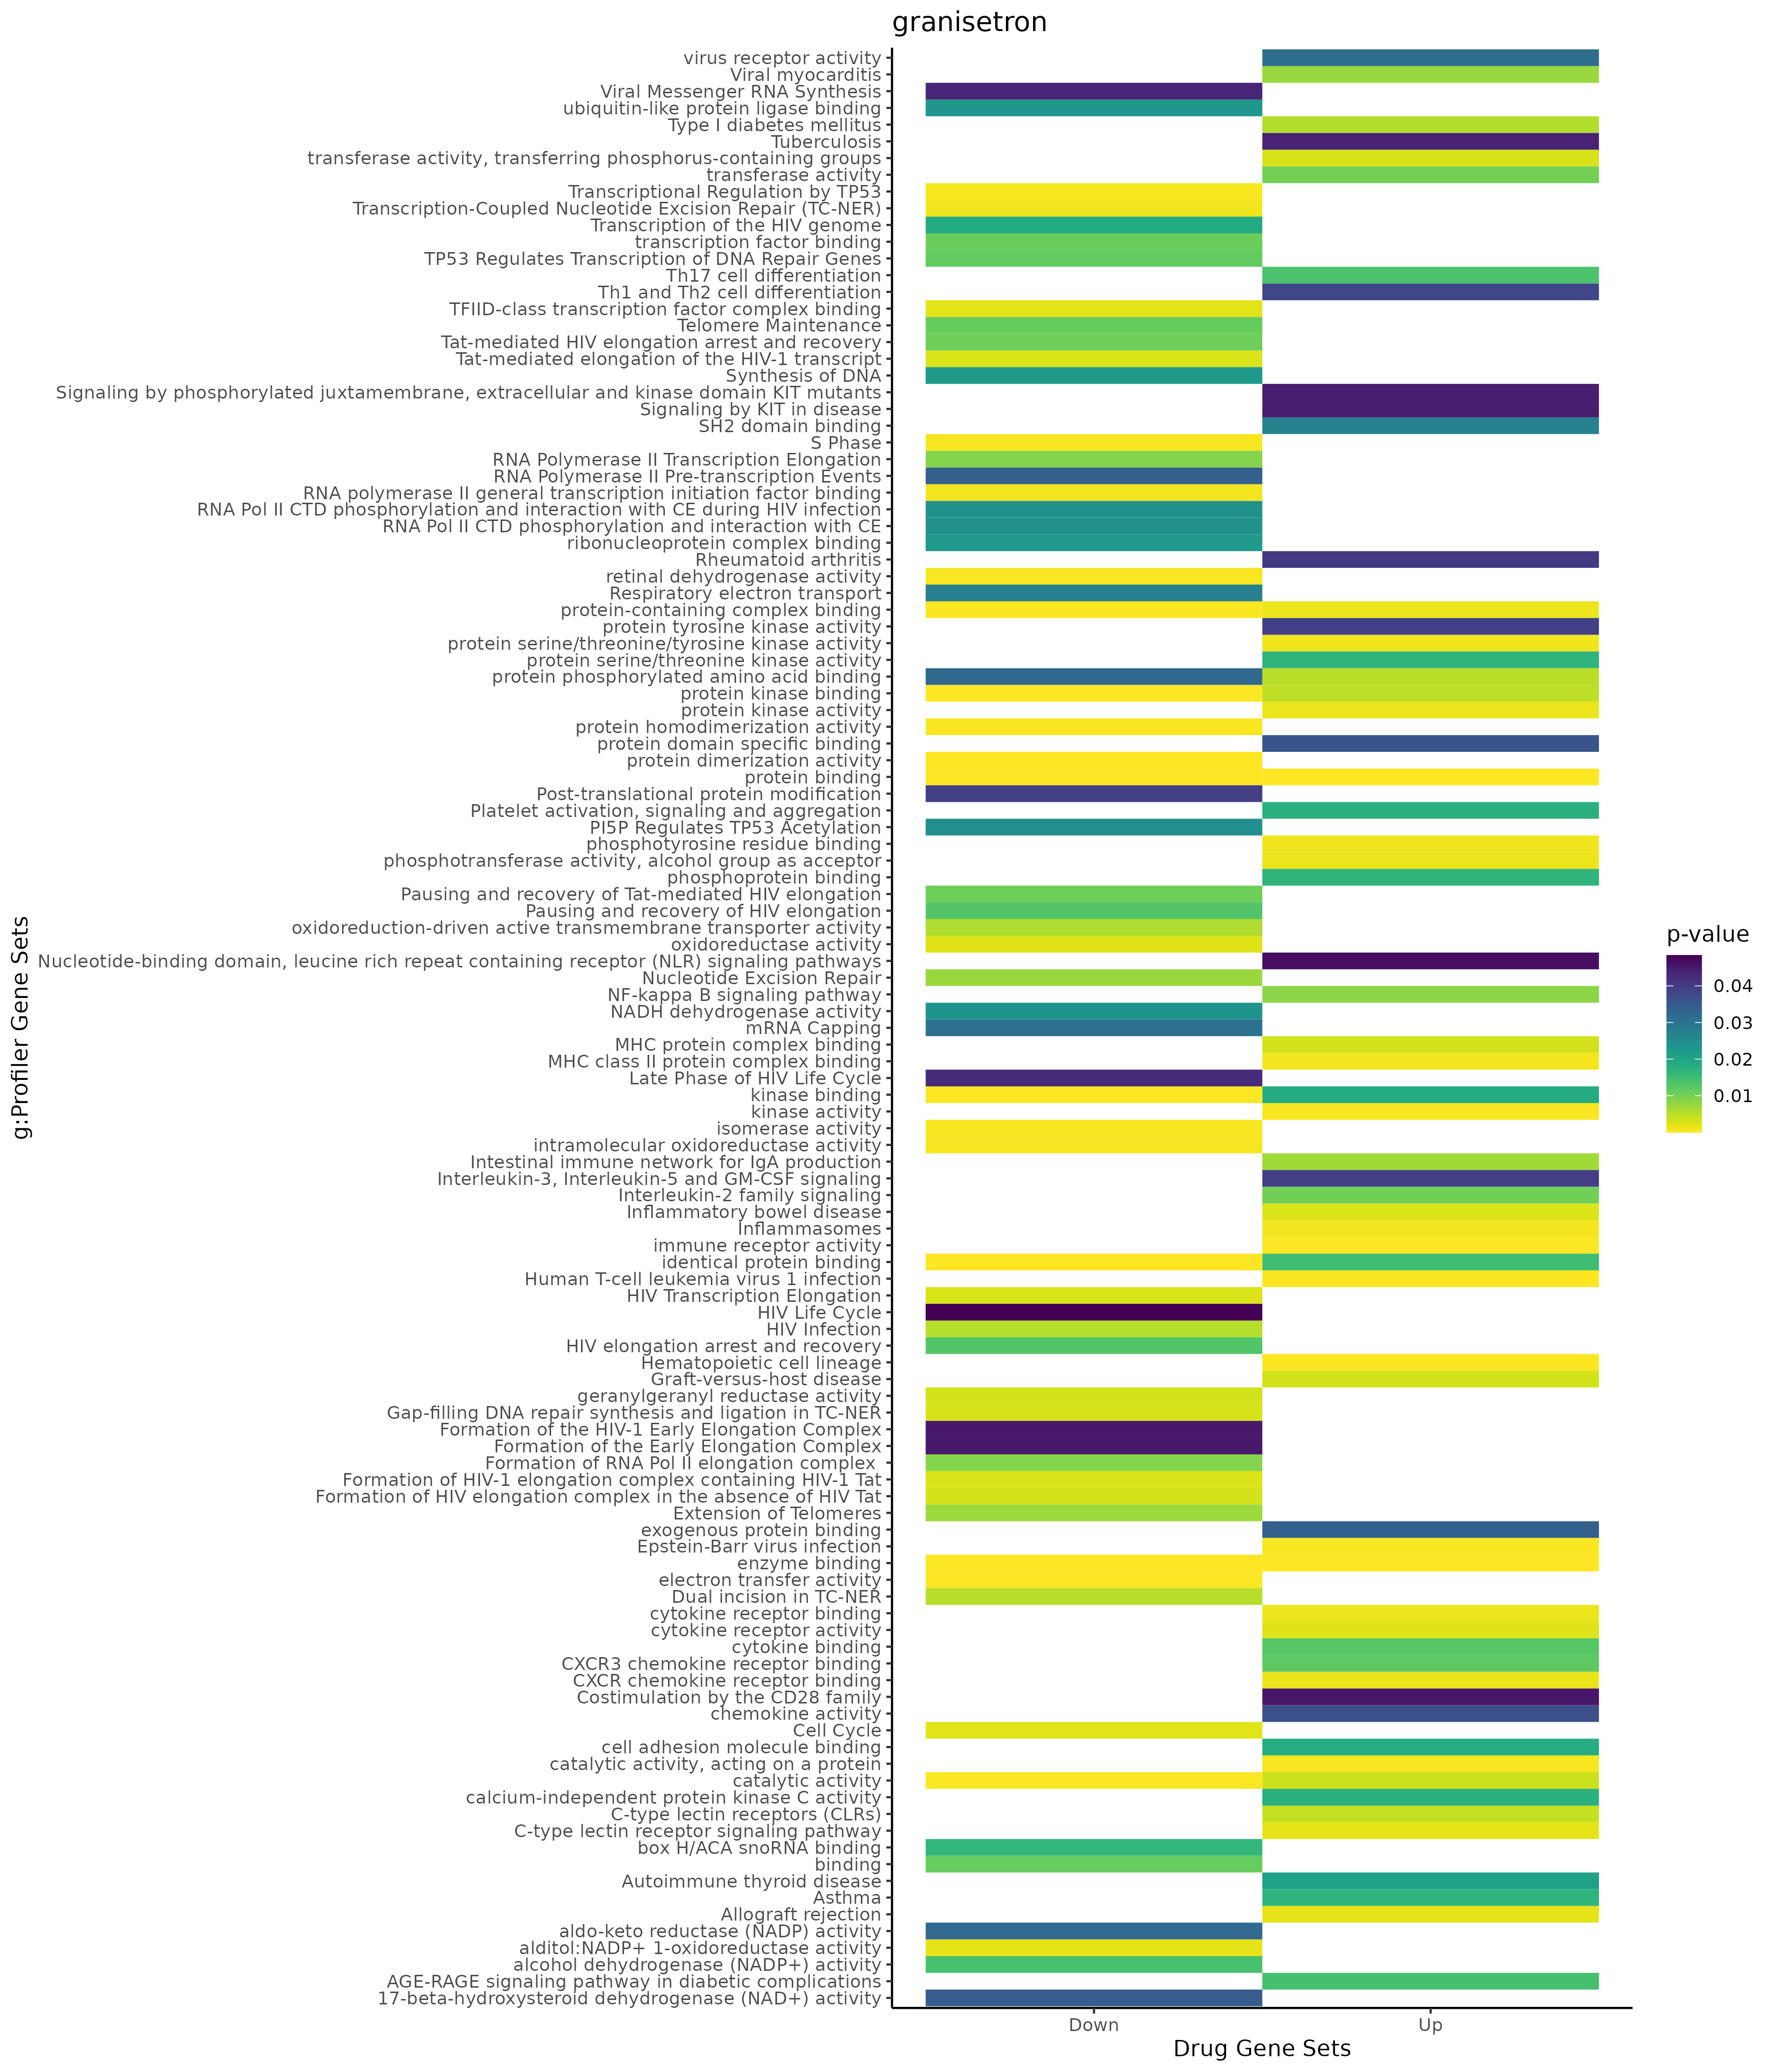 granisetron
virus receptor activity
Viral myocarditis
Viral Messenger RNA Synthesis
ubiquitin-like protein ligase binding
Type I diabetes mellitus
Tuberculosis
transferase activity, transferring phosphorus-containing groups
transferase activity
Transcriptional Regulation by TP53
Transcription-Coupled Nucleotide Excision Repair (TC-NER)
Transcription of the HIV genome
transcription factor binding
TP53 Regulates Transcription of DNA Repair Genes
Th17 cell differentiation
Th1 and Th2 cell differentiation
TFIID-class transcription factor complex binding
Telomere Maintenance
Tat-mediated HIV elongation arrest and recovery
Tat-mediated elongation of the HIV-1 transcript
Synthesis of DNA
Signaling by phosphorylated juxtamembrane, extracellular and kinase domain KIT mutants
Signaling by KIT in disease
SH2 domain binding
S Phase
RNA Polymerase II Transcription Elongation
RNA Polymerase II Pre-transcription Events
RNA polymerase II general transcription initiation factor binding
RNA Pol II CTD phosphorylation and interaction with CE during HIV infection
RNA Pol II CTD phosphorylation and interaction with CE
ribonucleoprotein complex binding
Rheumatoid arthritis
retinal dehydrogenase activity
Respiratory electron transport
protein-containing complex binding
protein tyrosine kinase activity
protein serine/threonine/tyrosine kinase activity
protein serine/threonine kinase activity
protein phosphorylated amino acid binding
protein kinase binding
protein kinase activity
protein homodimerization activity
protein domain specific binding
protein dimerization activity
protein binding
Post-translational protein modification
Platelet activation, signaling and aggregation
PI5P Regulates TP53 Acetylation
phosphotyrosine residue binding
phosphotransferase activity, alcohol group as acceptor
phosphoprotein binding
Pausing and recovery of Tat-mediated HIV elongation
Pausing and recovery of HIV elongation
oxidoreduction-driven active transmembrane transporter activity
oxidoreductase activity
Nucleotide-binding domain, leucine rich repeat containing receptor (NLR) signaling pathways
Nucleotide Excision Repair
NF-kappa B signaling pathway
NADH dehydrogenase activity
mRNA Capping
MHC protein complex binding
MHC class II protein complex binding
Late Phase of HIV Life Cycle
kinase binding
kinase activity
isomerase activity
intramolecular oxidoreductase activity
Intestinal immune network for IgA production
Interleukin-3, Interleukin-5 and GM-CSF signaling
Interleukin-2 family signaling
Inflammatory bowel disease
Inflammasomes
immune receptor activity
identical protein binding
Human T-cell leukemia virus 1 infection
HIV Transcription Elongation
HIV Life Cycle
HIV Infection
HIV elongation arrest and recovery
Hematopoietic cell lineage
Graft-versus-host disease
geranylgeranyl reductase activity
Gap-filling DNA repair synthesis and ligation in TC-NER
Formation of the HIV-1 Early Elongation Complex
Formation of the Early Elongation Complex
Formation of RNA Pol II elongation complex
Formation of HIV-1 elongation complex containing HIV-1 Tat
Formation of HIV elongation complex in the absence of HIV Tat
Extension of Telomeres
exogenous protein binding
Epstein-Barr virus infection
enzyme binding
electron transfer activity
Dual incision in TC-NER
cytokine receptor binding
cytokine receptor activity
cytokine binding
CXCR3 chemokine receptor binding
CXCR chemokine receptor binding
Costimulation by the CD28 family
chemokine activity
Cell Cycle
cell adhesion molecule binding
catalytic activity, acting on a protein
catalytic activity
calcium-independent protein kinase C activity
C-type lectin receptors (CLRs)
C-type lectin receptor signaling pathway
box H/ACA snoRNA binding
binding
Autoimmune thyroid disease
Asthma
Allograft rejection
aldo-keto reductase (NADP) activity
alditol:NADP+ 1-oxidoreductase activity
alcohol dehydrogenase (NADP+) activity
AGE-RAGE signaling pathway in diabetic complications
17-beta-hydroxysteroid dehydrogenase (NAD+) activity
g:Profiler Gene Sets
Down
Up
Drug Gene Sets
p-value
0.04
0.03
0.02
0.01